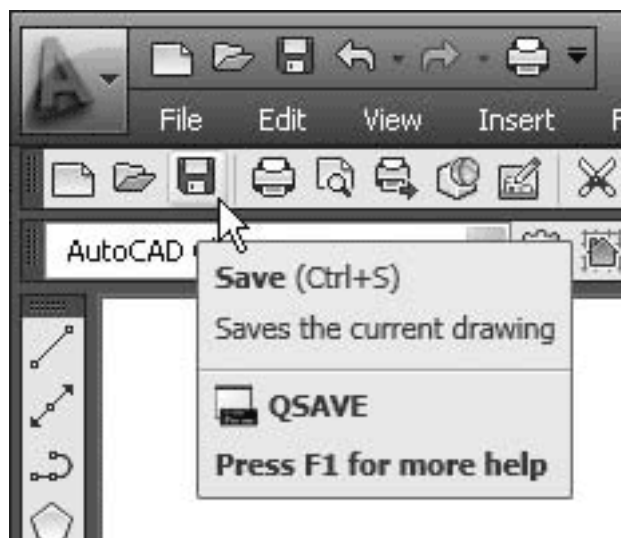 File Edit View Insert
AutoCAD
Save (Ctrl+S)
Saves the current drawing
QSAVE
Press F1 for more help